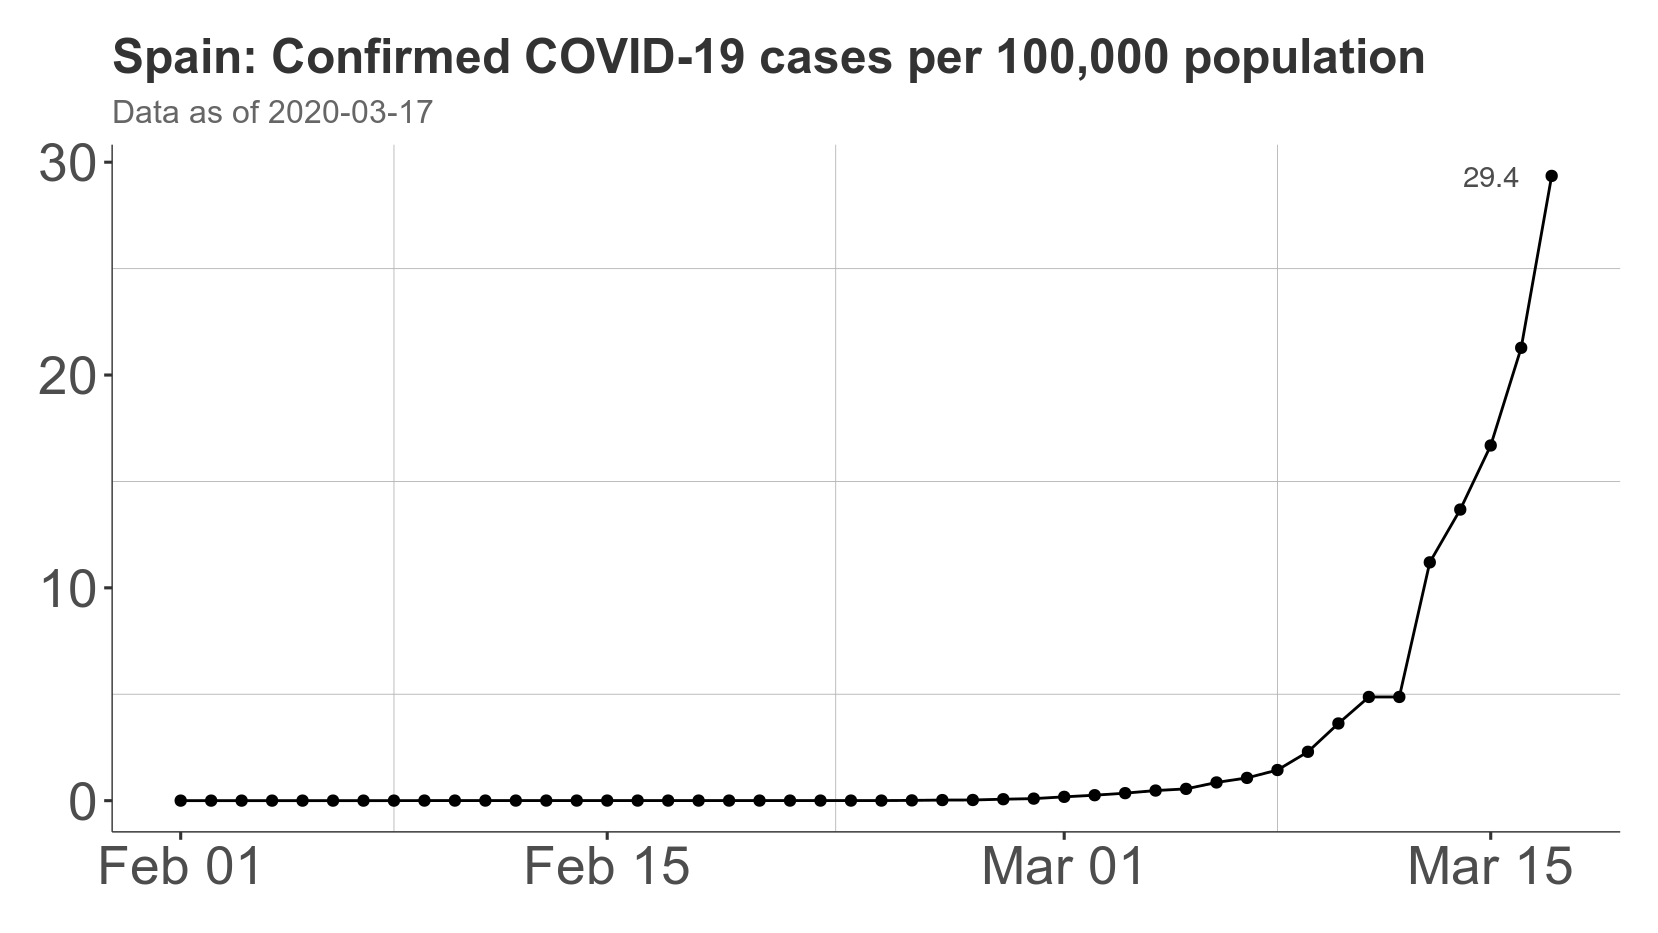 Spain: Confirmed COVID-19 cases per 100,000 population
Data as of 2020-03-17
30
29.4
20
10
0
Feb 01 Feb 15 Mar 01 Mar 15